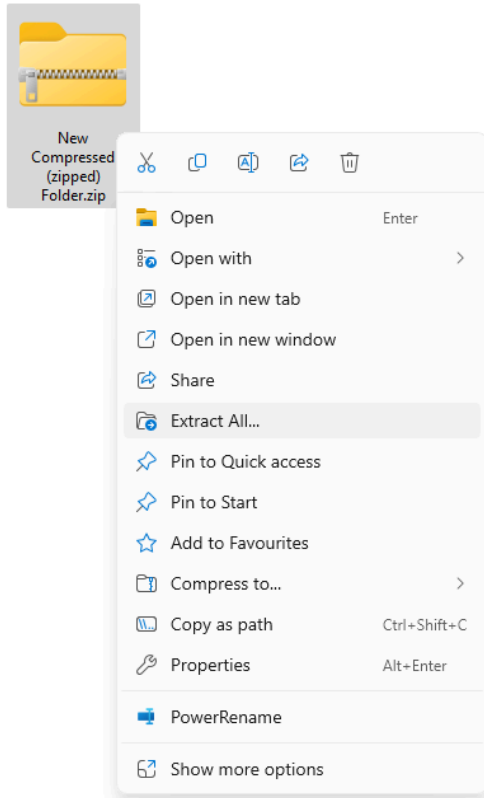 New
Compressed
(zipped)
Folder.zip
Open Enter
Open with
Open in new tab
Open in new window
Share
Extract All...
Pin to Quick access
Pin to Start
Add to Favourites
Compress to...
Copy as path Ctrl+Shift+C
Properties Alt+Enter
PowerRename
Show more options